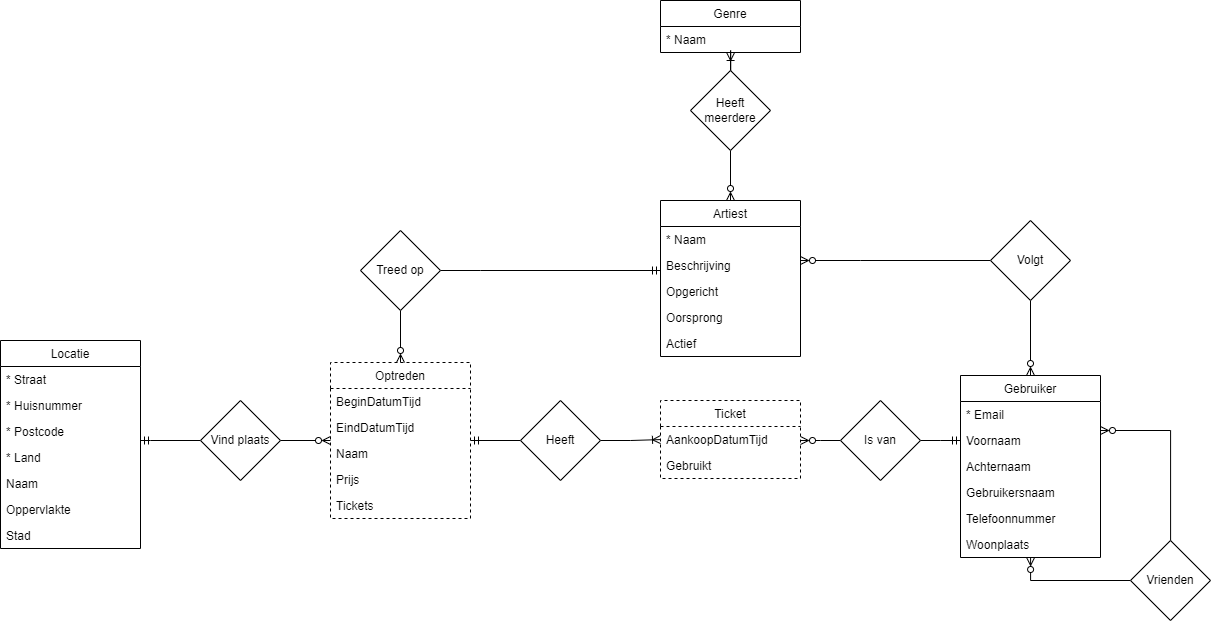 Genre
* Naam
Heeft
meerdere
Artiest
* Naam
Beschrijving
Opgericht
Oorsprong
Actief
Treed op
Volgt
Locatie
* Straat
* Huisnummer
* Postcode
* Land
Naam
Oppervlakte
Stad
Vind plaats
Optreden
BeginDatumTijd
EindDatumTijd
Naam
Prijs
Tickets
Heeft
Ticket
AankoopDatumTijd
Gebruikt
Is van
Gebruiker
* Email
Voornaam
Achternaam
Gebruikersnaam
Telefoonnummer
Woonplaats
Vrienden